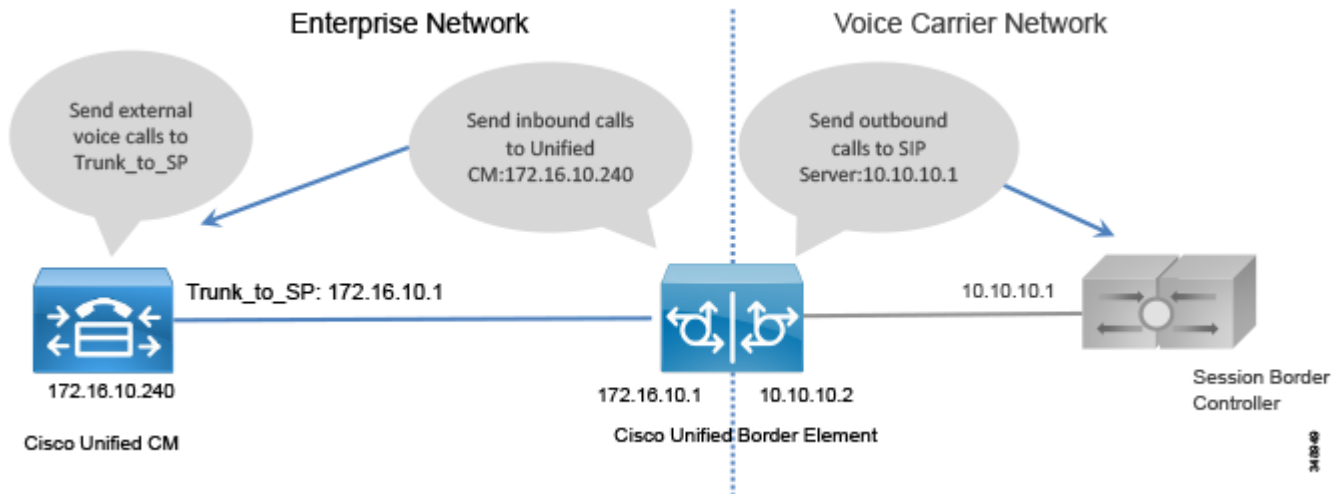 Enterprise Network
Voice Carrier Network
Send external
voice calls to
Trunk_to_SP
Send inbound calls
to Unified
CM:172.16.10.240
Send outbound
calls to SIP
Server:10.10.10.1
Trunk_to_SP: 172.16.10.1
10.10.10.1
172.16.10.240
172.16.10.1
10.10.10.2
Session Border
Controller
Cisco Unified CM
Cisco Unified Border Element
348949